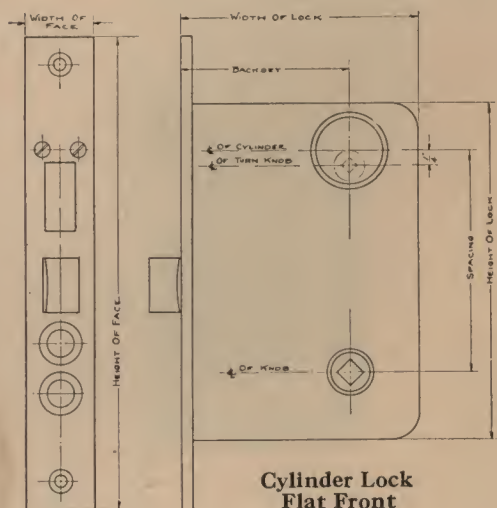 WIDTH OF
FACE
WIDTH OF LOCK
BACKSET
℄ OF CYLINDER
℄ OF TURN KNOB
SPACING
HEIGHT OF LOCK
HEIGHT OF FACE
℄ OF KNOB
Cylinder Lock
Flat Front